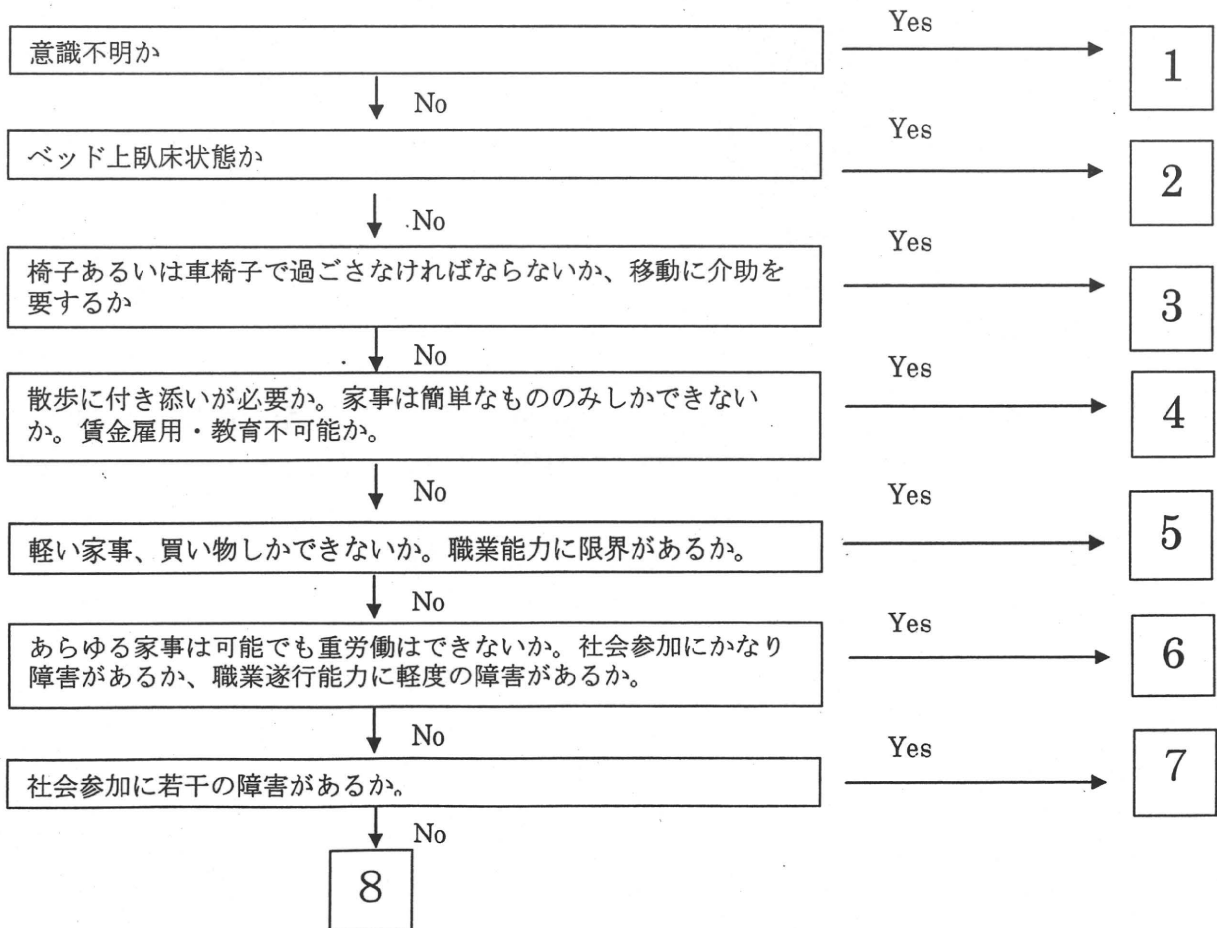 意識不明か
Yes
1
No
ベッド上臥床状態か
Yes
2
No
椅子あるいは車椅子で過ごさなければならないか、移動に介助を
要するか
Yes
3
No
散歩に付き添いが必要か。家事は簡単なもののみしかできない
か。賃金雇用・教育不可能か。
Yes
4
No
軽い家事、買い物しかできないか。職業能力に限界があるか。
Yes
5
No
あらゆる家事は可能でも重労働はできないか。社会参加にかなり
障害があるか、職業遂行能力に軽度の障害があるか。
Yes
6
No
社会参加に若干の障害があるか。
Yes
7
No
8